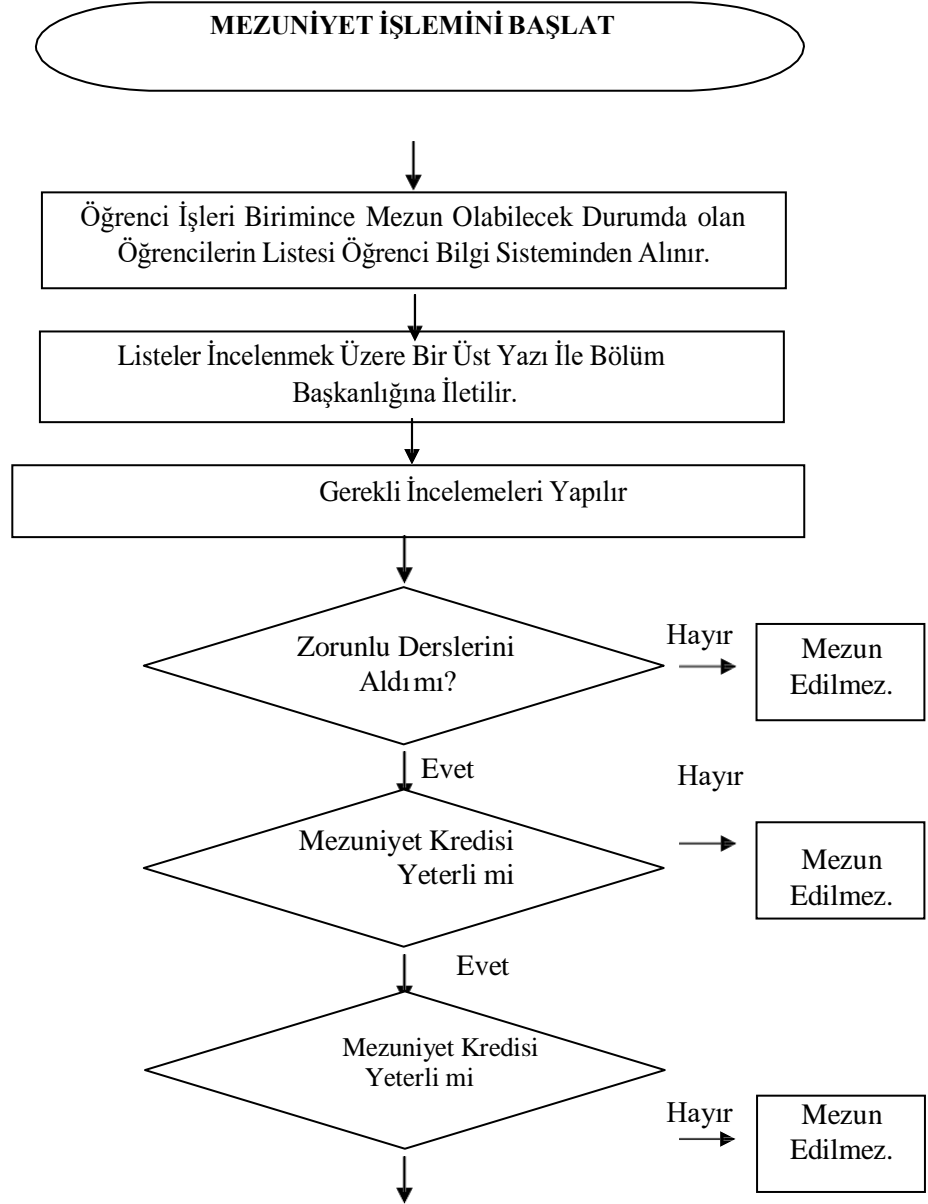 MEZUNİYET İŞLEMİNİ BAŞLAT
Öğrenci İşleri Birimince Mezun Olabilecek Durumda olan
Öğrencilerin Listesi Öğrenci Bilgi Sisteminden Alınır.
Listeler İncelenmek Üzere Bir Üst Yazı İle Bölüm
Başkanlığına İletilir.
Gerekli İncelemeleri Yapılır
Zorunlu Derslerini
Aldı mı?
Hayır
Mezun
Edilmez.
Evet
Hayır
Mezuniyet Kredisi
Yeterli mi
Mezun
Edilmez.
Evet
Mezuniyet Kredisi
Yeterli mi
Hayır
Mezun
Edilmez.